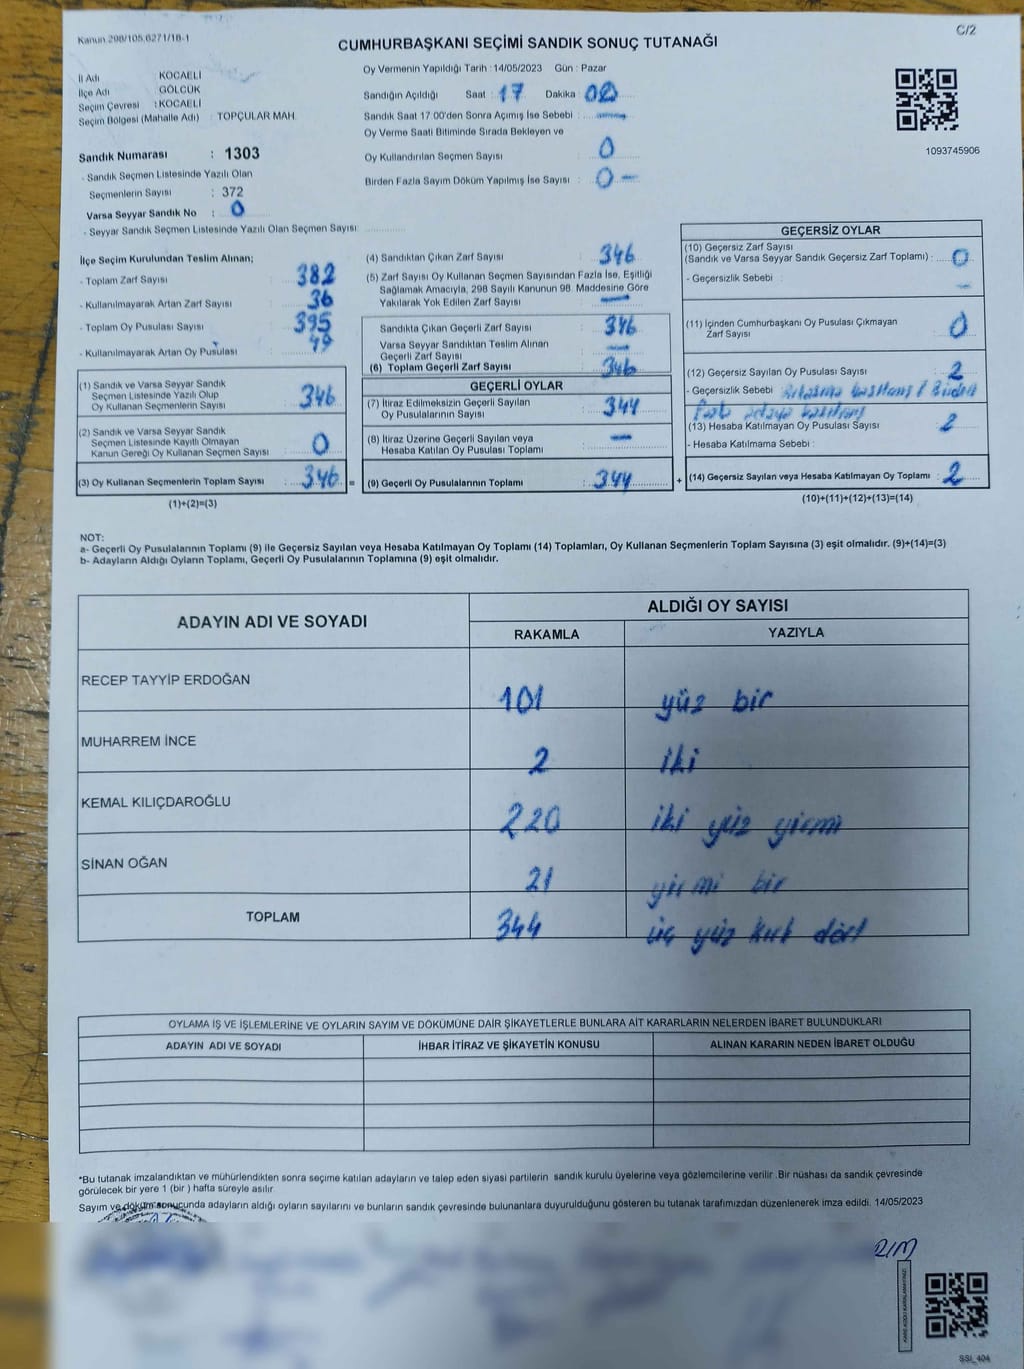 Kanun 298/105,6271/18-1
C/2
CUMHURBAŞKANI SEÇİMİ SANDIK SONUÇ TUTANAĞI
İl Adı KOCAELİ
İlçe Adı GÖLCÜK
Seçim Çevresi : KOCAELİ
Seçim Bölgesi (Mahalle Adı) : TOPÇULAR MAH.
Sandık Numarası : 1303
- Sandık Seçmen Listesinde Yazılı Olan
Seçmenlerin Sayısı : 372
Varsa Seyyar Sandık No : 0
- Seyyar Sandık Seçmen Listesinde Yazılı Olan Seçmen Sayısı
Oy Vermenin Yapıldığı Tarih : 14/05/2023 Gün : Pazar
Sandığın Açıldığı Saat : 17 Dakika : 02
Sandık Saat 17.00'den Sonra Açımış İse Sebebi : —
Oy Verme Saati Bitiminde Sırada Bekleyen ve
Oy Kullandırılan Seçmen Sayısı : 0
Birden Fazla Sayım Döküm Yapılmış İse Sayısı : 0 —
1093745906
İlçe Seçim Kurulundan Teslim Alınan;
- Toplam Zarf Sayısı : 382
- Kullanılmayarak Artan Zarf Sayısı : 36
- Toplam Oy Pusulası Sayısı : 395
- Kullanılmayarak Artan Oy Pusulası : 49
(1) Sandık ve Varsa Seyyar Sandık
Seçmen Listesinde Yazılı Olup
Oy Kullanan Seçmenlerin Sayısı : 346
(2) Sandık ve Varsa Seyyar Sandık
Seçmen Listesinde Kayıtlı Olmayan
Kanun Gereği Oy Kullanan Seçmen Sayısı : 0
(3) Oy Kullanan Seçmenlerin Toplam Sayısı : 346 =
(1)+(2)=(3)
(4) Sandıktan Çıkan Zarf Sayısı : 346
(5) Zarf Sayısı Oy Kullanan Seçmen Sayısından Fazla İse, Eşitliği
Sağlamak Amacıyla, 298 Sayılı Kanunun 98. Maddesine Göre
Yakılarak Yok Edilen Zarf Sayısı : —
Sandıkta Çıkan Geçerli Zarf Sayısı : 346
Varsa Seyyar Sandıktan Teslim Alınan
Geçerli Zarf Sayısı : —
(6) Toplam Geçerli Zarf Sayısı : 346
GEÇERLİ OYLAR
(7) İtiraz Edilmeksizin Geçerli Sayılan
Oy Pusulalarının Sayısı : 344
(8) İtiraz Üzerine Geçerli Sayılan veya
Hesaba Katılan Oy Pusulası Toplamı : —
(9) Geçerli Oy Pusulalarının Toplamı : 344 +
GEÇERSİZ OYLAR
(10) Geçersiz Zarf Sayısı
(Sandık ve Varsa Seyyar Sandık Geçersiz Zarf Toplamı) : 0
- Geçersizlik Sebebi : —
(11) İçinden Cumhurbaşkanı Oy Pusulası Çıkmayan
Zarf Sayısı : 0
(12) Geçersiz Sayılan Oy Pusulası Sayısı : 2
- Geçersizlik Sebebi
(13) Hesaba Katılmayan Oy Pusulası Sayısı : 2
- Hesaba Katılmama Sebebi :
(14) Geçersiz Sayılan veya Hesaba Katılmayan Oy Toplamı : 2
(10)+(11)+(12)+(13)=(14)
NOT:
a- Geçerli Oy Pusulalarının Toplamı (9) ile Geçersiz Sayılan veya Hesaba Katılmayan Oy Toplamı (14) Toplamları, Oy Kullanan Seçmenlerin Toplam Sayısına (3) eşit olmalıdır. (9)+(14)=(3)
b- Adayların Aldığı Oyların Toplamı, Geçerli Oy Pusulalarının Toplamına (9) eşit olmalıdır.
ADAYIN ADI VE SOYADI ALDIĞI OY SAYISI
RAKAMLA YAZIYLA
RECEP TAYYİP ERDOĞAN 101 yüz bir
MUHARREM İNCE 2 iki
KEMAL KILIÇDAROĞLU 220 iki yüz yirmi
SİNAN OĞAN 21 yirmi bir
TOPLAM 344 üç yüz kırk dört
OYLAMA İŞ VE İŞLEMLERİNE VE OYLARIN SAYIM VE DÖKÜMÜNE DAİR ŞİKAYETLERLE BUNLARA AİT KARARLARIN NELERDEN İBARET BULUNDUKLARI
ADAYIN ADI VE SOYADI İHBAR İTİRAZ VE ŞİKAYETİN KONUSU ALINAN KARARIN NEDEN İBARET OLDUĞU
*Bu tutanak imzalandıktan ve mühürlendikten sonra seçime katılan adayların ve talep eden siyasi partilerin sandık kurulu üyelerine veya gözlemcilerine verilir. Bir nüshası da sandık çevresinde
görülecek bir yere 1 (bir) hafta süreyle asılır.
Sayım ve döküm sonucunda adayların aldığı oyların sayılarını ve bunların sandık çevresinde bulunanlara duyurulduğunu gösteren bu tutanak tarafımızdan düzenlenerek imza edildi. 14/05/2023
SSI_404